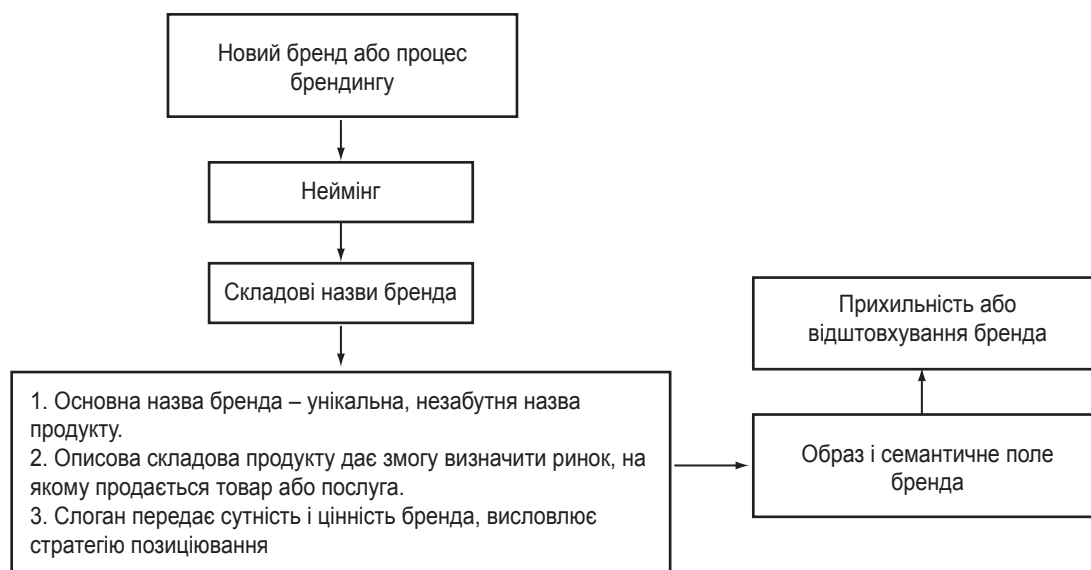 Новий бренд або процес
брендингу
Неймінг
Складові назви бренда
1. Основна назва бренда – унікальна, незабутня назва
продукту.
2. Описова складова продукту дає змогу визначити ринок, на
якому продається товар або послуга.
3. Слоган передає сутність і цінність бренда, висловлює
стратегію позиціювання
Образ і семантичне поле
бренда
Прихильність або
відштовхування бренда